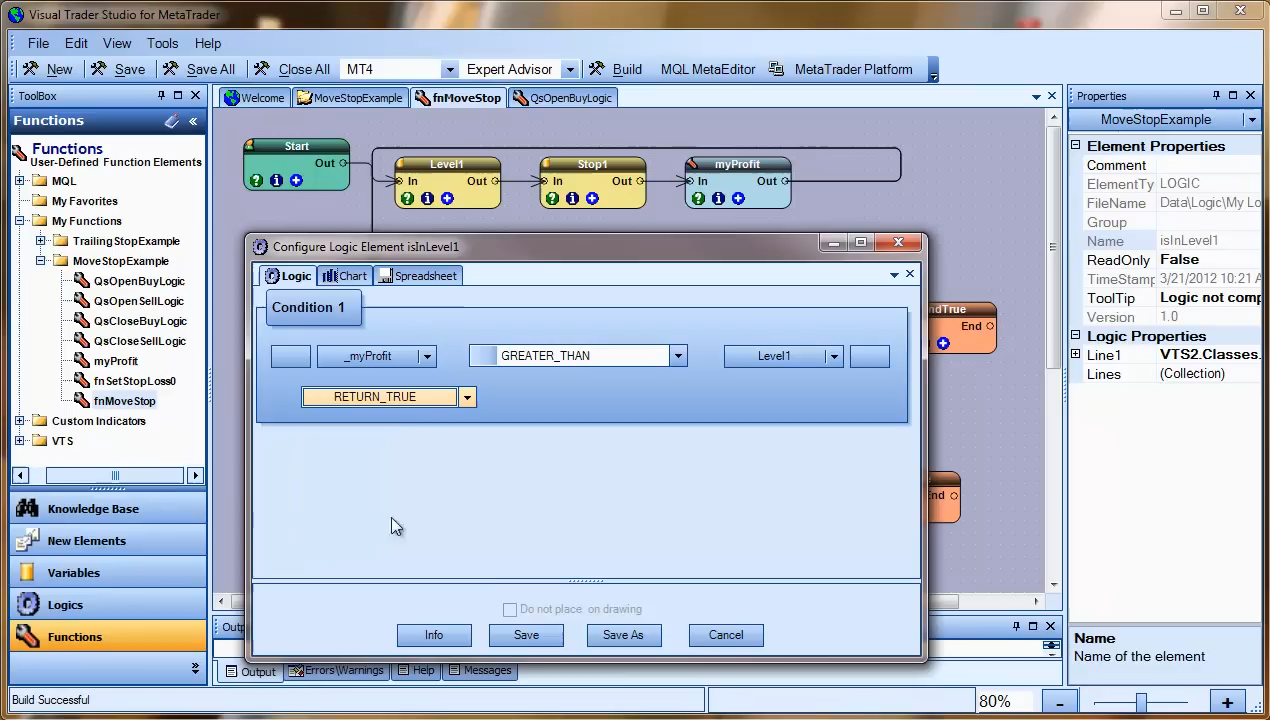 Visual Trader Studio for MetaTrader
File Edit View Tools Help
New Save Save All Close All MT4 Expert Advisor Build MQL MetaEditor MetaTrader Platform
ToolBox
Functions
Functions
User-Defined Function Elements
MQL
My Favorites
My Functions
TrailingStopExample
MoveStopExample
QsOpenBuyLogic
QsOpenSellLogic
QsCloseBuyLogic
QsCloseSellLogic
myProfit
fnSetStopLoss0
fnMoveStop
Custom Indicators
VTS
Knowledge Base
New Elements
Variables
Logics
Functions
Welcome MoveStopExample fnMoveStop QsOpenBuyLogic
Start
Out
Level1
In Out
Stop1
In Out
myProfit
In Out
End
Configure Logic Element isInLevel1
Logic Chart Spreadsheet
Condition 1
_myProfit GREATER_THAN Level1
RETURN_TRUE
Do not place. on drawing
Info Save Save As Cancel
Output Errors\Warnings Help Messages
Properties
MoveStopExample
Element Properties
Comment
ElementTy LOGIC
FileName Data\Logic\My Lo
Group
Name isInLevel1
ReadOnly False
TimeStamp 3/21/2012 10:21 A
ToolTip Logic not comp
Version 1.0
Logic Properties
Line1 VTS2.Classes.
Lines (Collection)
Name
Name of the element
Build Successful
80%